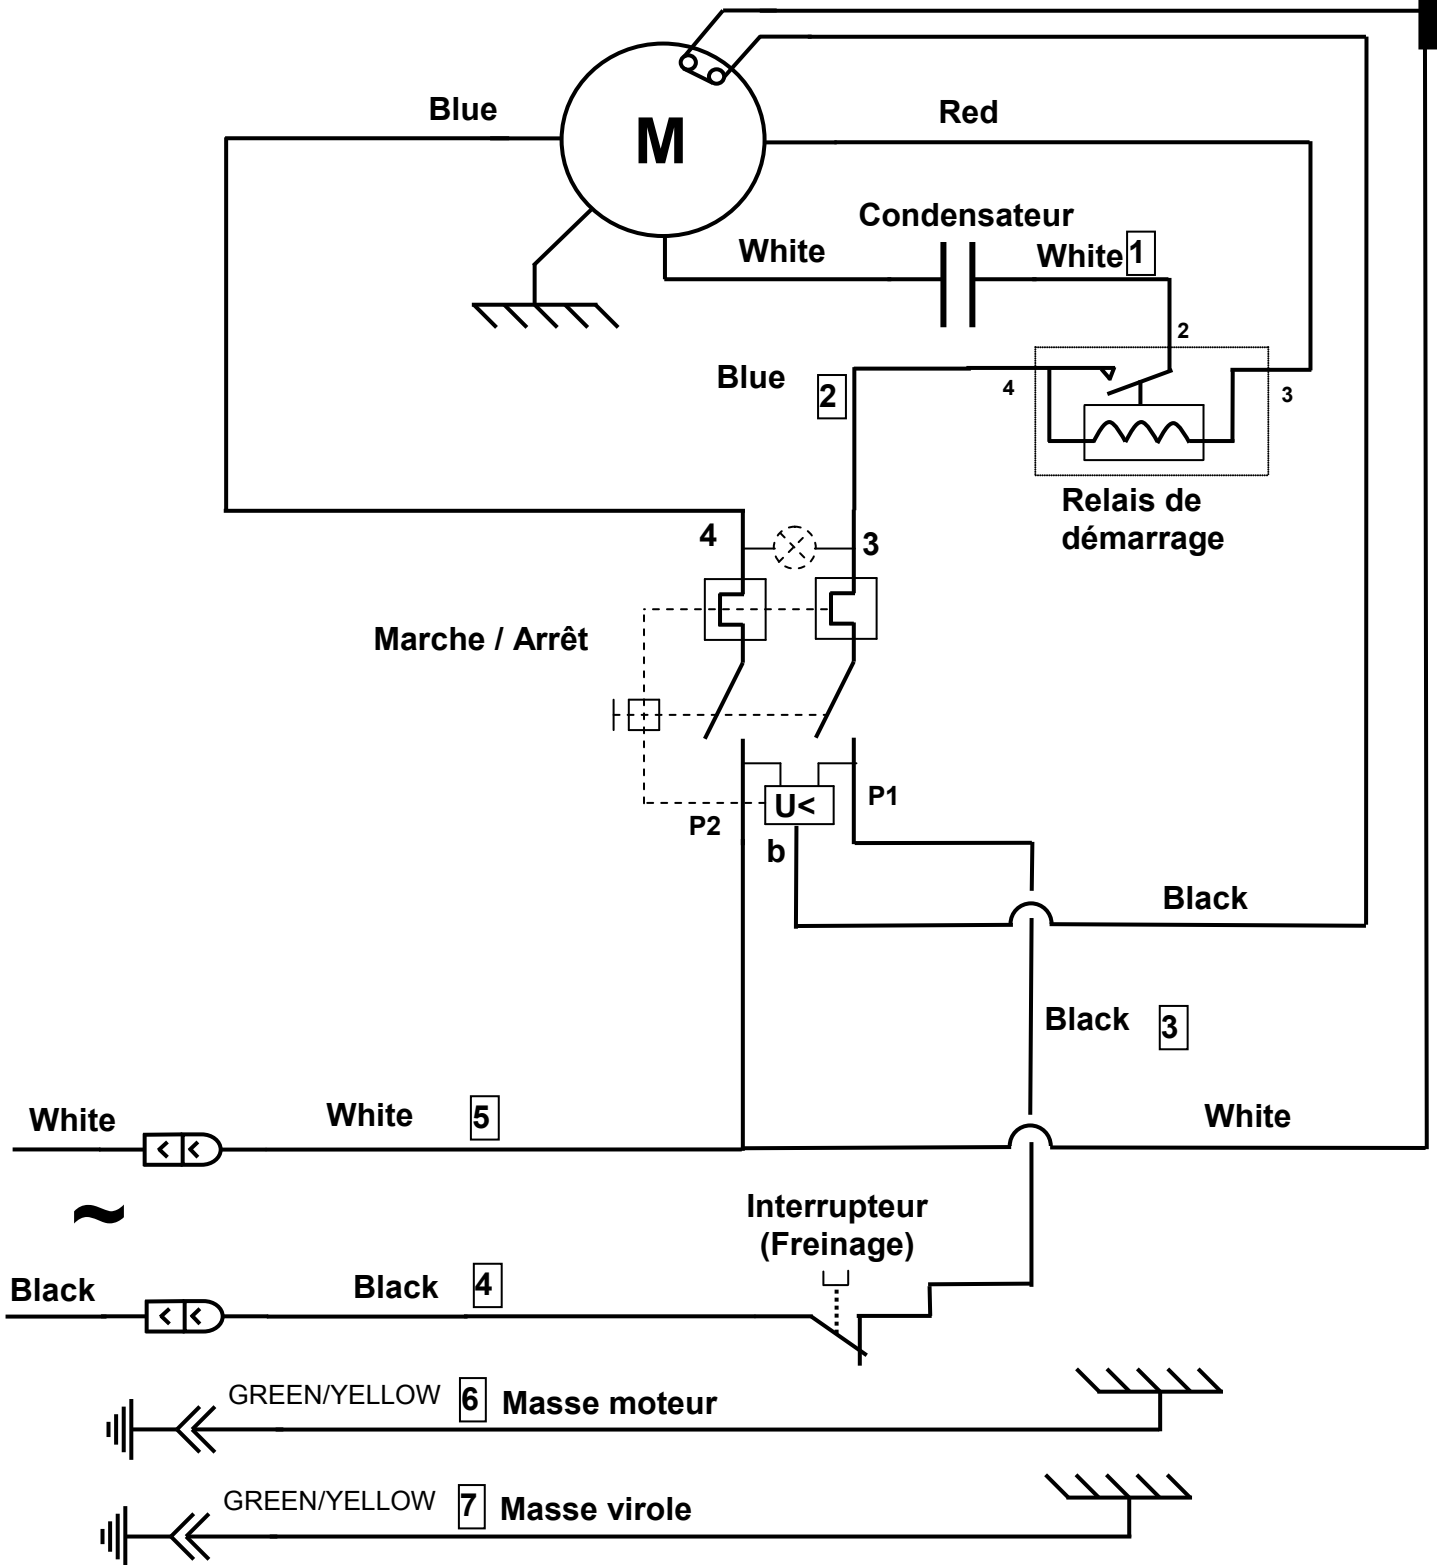 Blue
M
Red
Condensateur
White
White 1
2
Blue
2
4
3
Relais de
démarrage
4
3
Marche / Arrêt
U<
P1
P2
b
Black
Black 3
White
White 5
White
~
Interrupteur
(Freinage)
Black
Black 4
GREEN/YELLOW 6 Masse moteur
GREEN/YELLOW 7 Masse virole